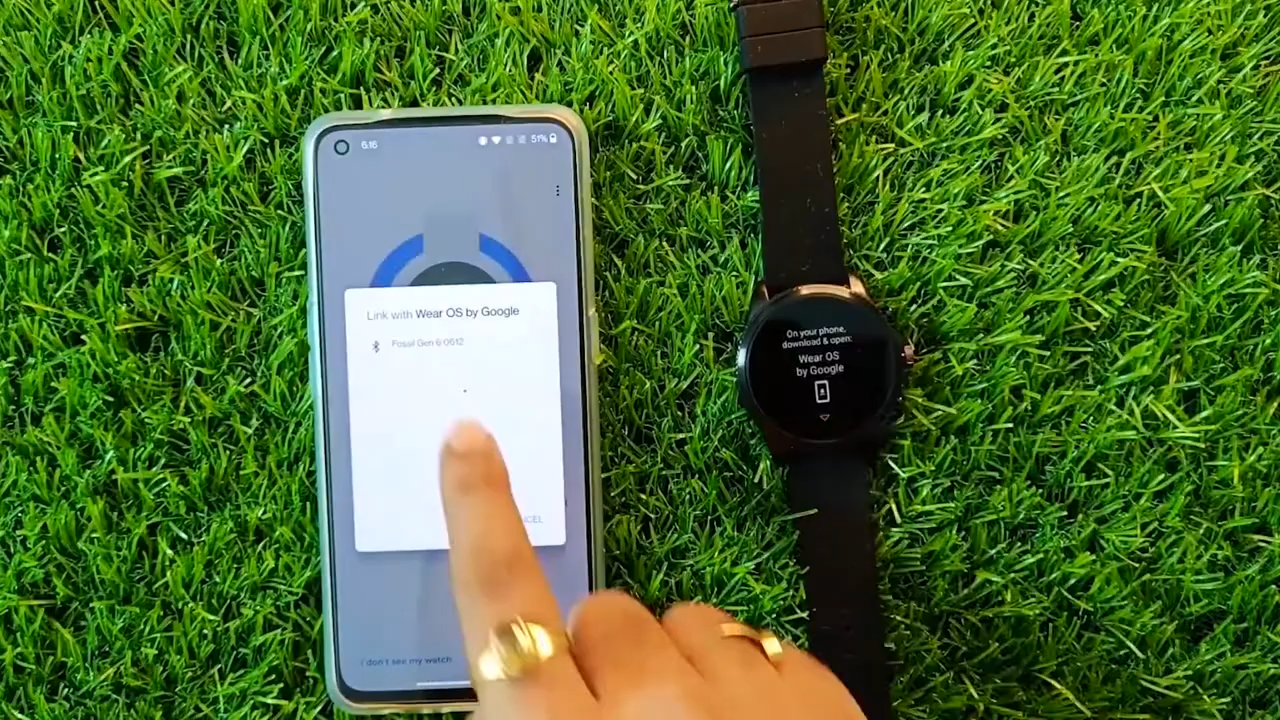 6:16
51%
Link with Wear OS by Google
Fossil Gen 6 0612
NCEL
I don't see my watch
On your phone,
download & open:
Wear OS
by Google